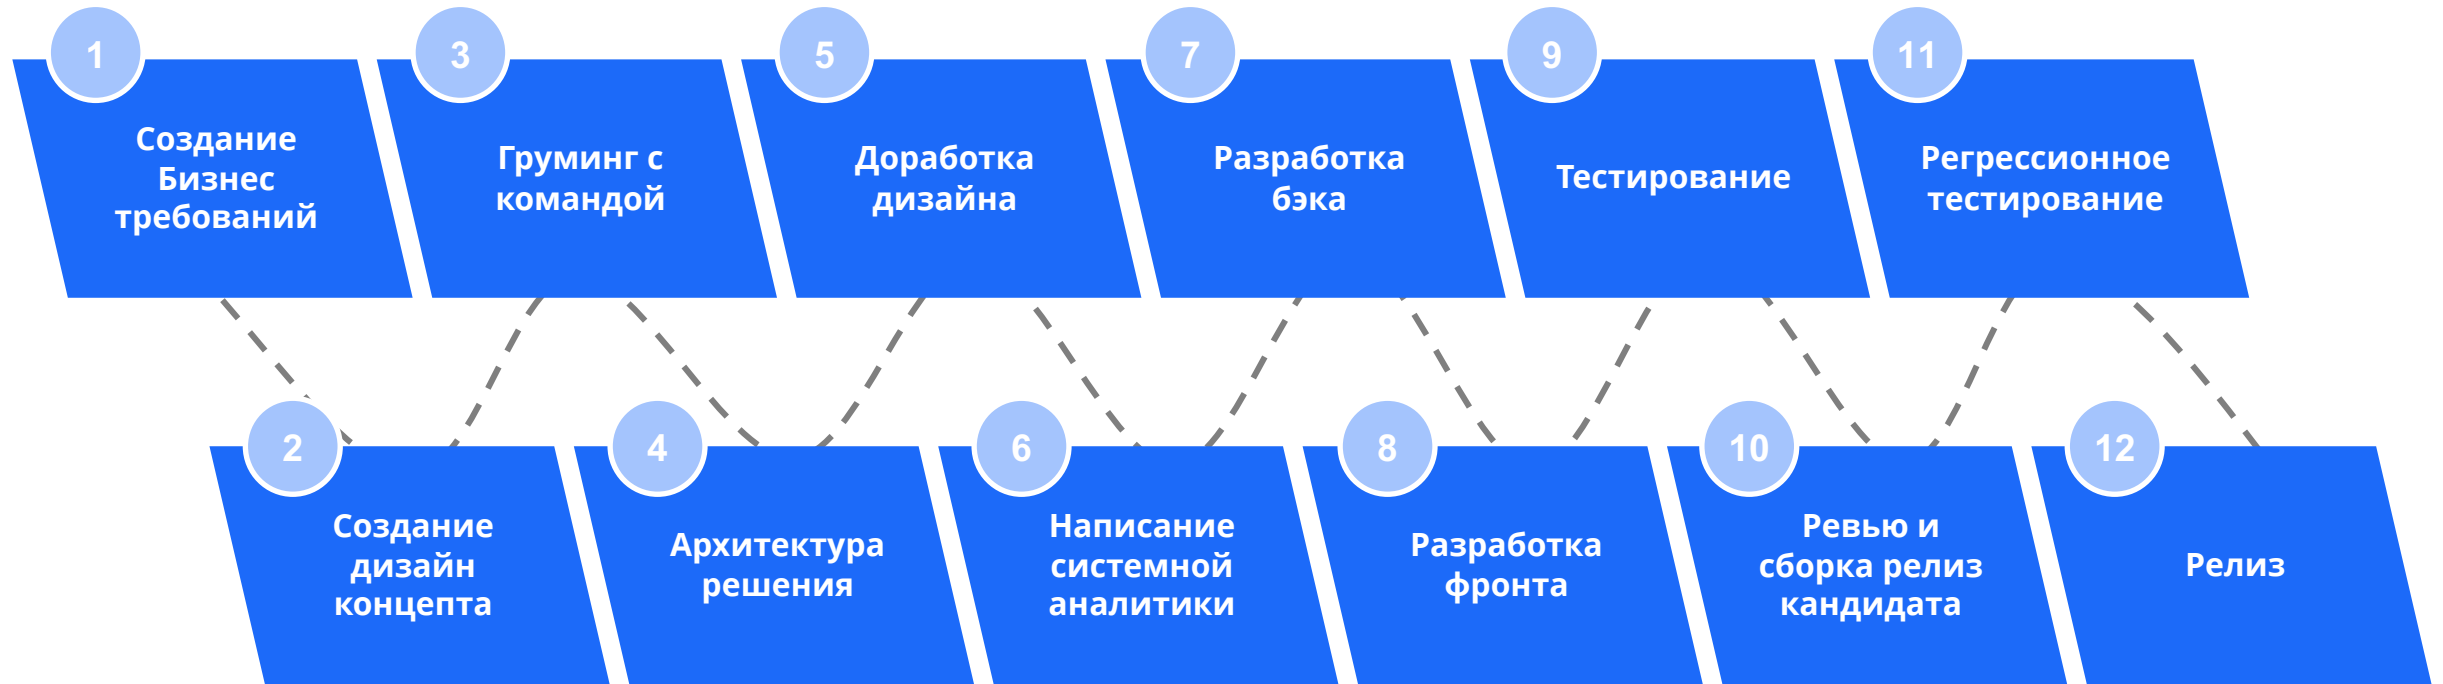 1
Создание
Бизнес
требований
2
Создание
дизайн
концепта
3
Груминг с
командой
4
Архитектура
решения
5
Доработка
дизайна
6
Написание
системной
аналитики
7
Разработка
бэка
8
Разработка
фронта
9
Тестирование
10
Ревью и
сборка релиз
кандидата
11
Регрессионное
тестирование
12
Релиз